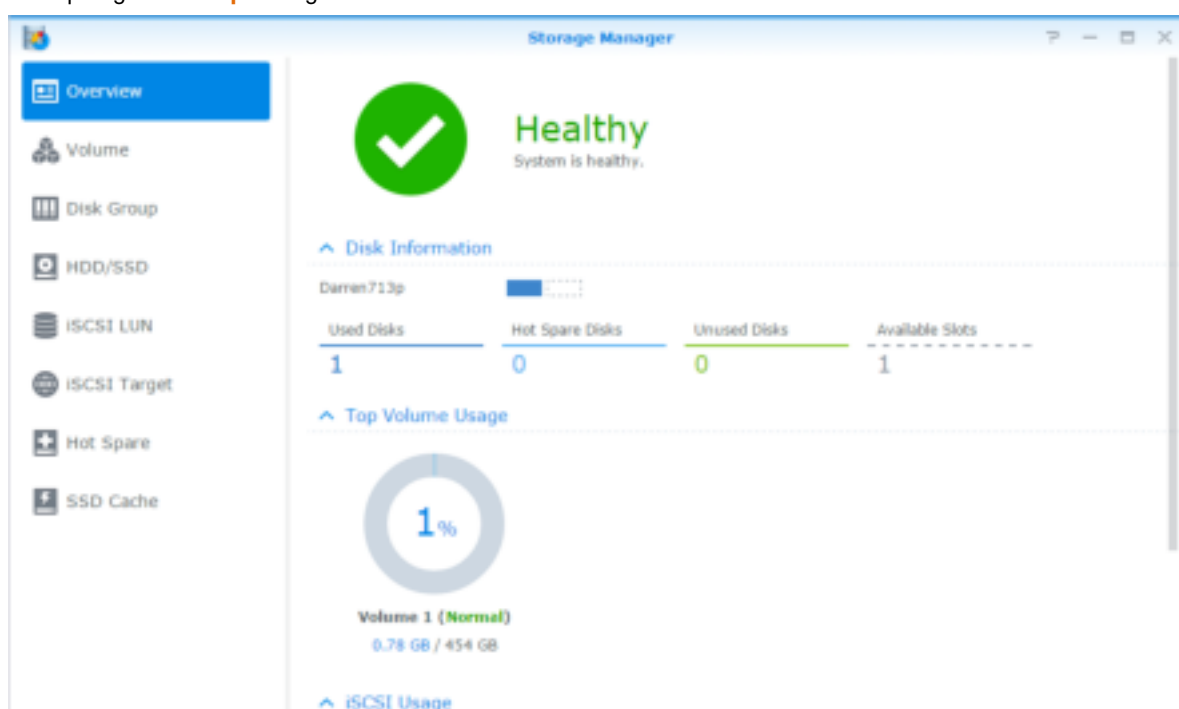 Storage Manager
Overview
Volume
Disk Group
HDD/SSD
iSCSI LUN
iSCSI Target
Hot Spare
SSD Cache
Healthy
System is healthy.
Disk Information
Darren713p
Used Disks Hot Spare Disks Unused Disks Available Slots
1 0 0 1
Top Volume Usage
1%
Volume 1 (Normal)
0.78 GB / 454 GB
iSCSI Usage